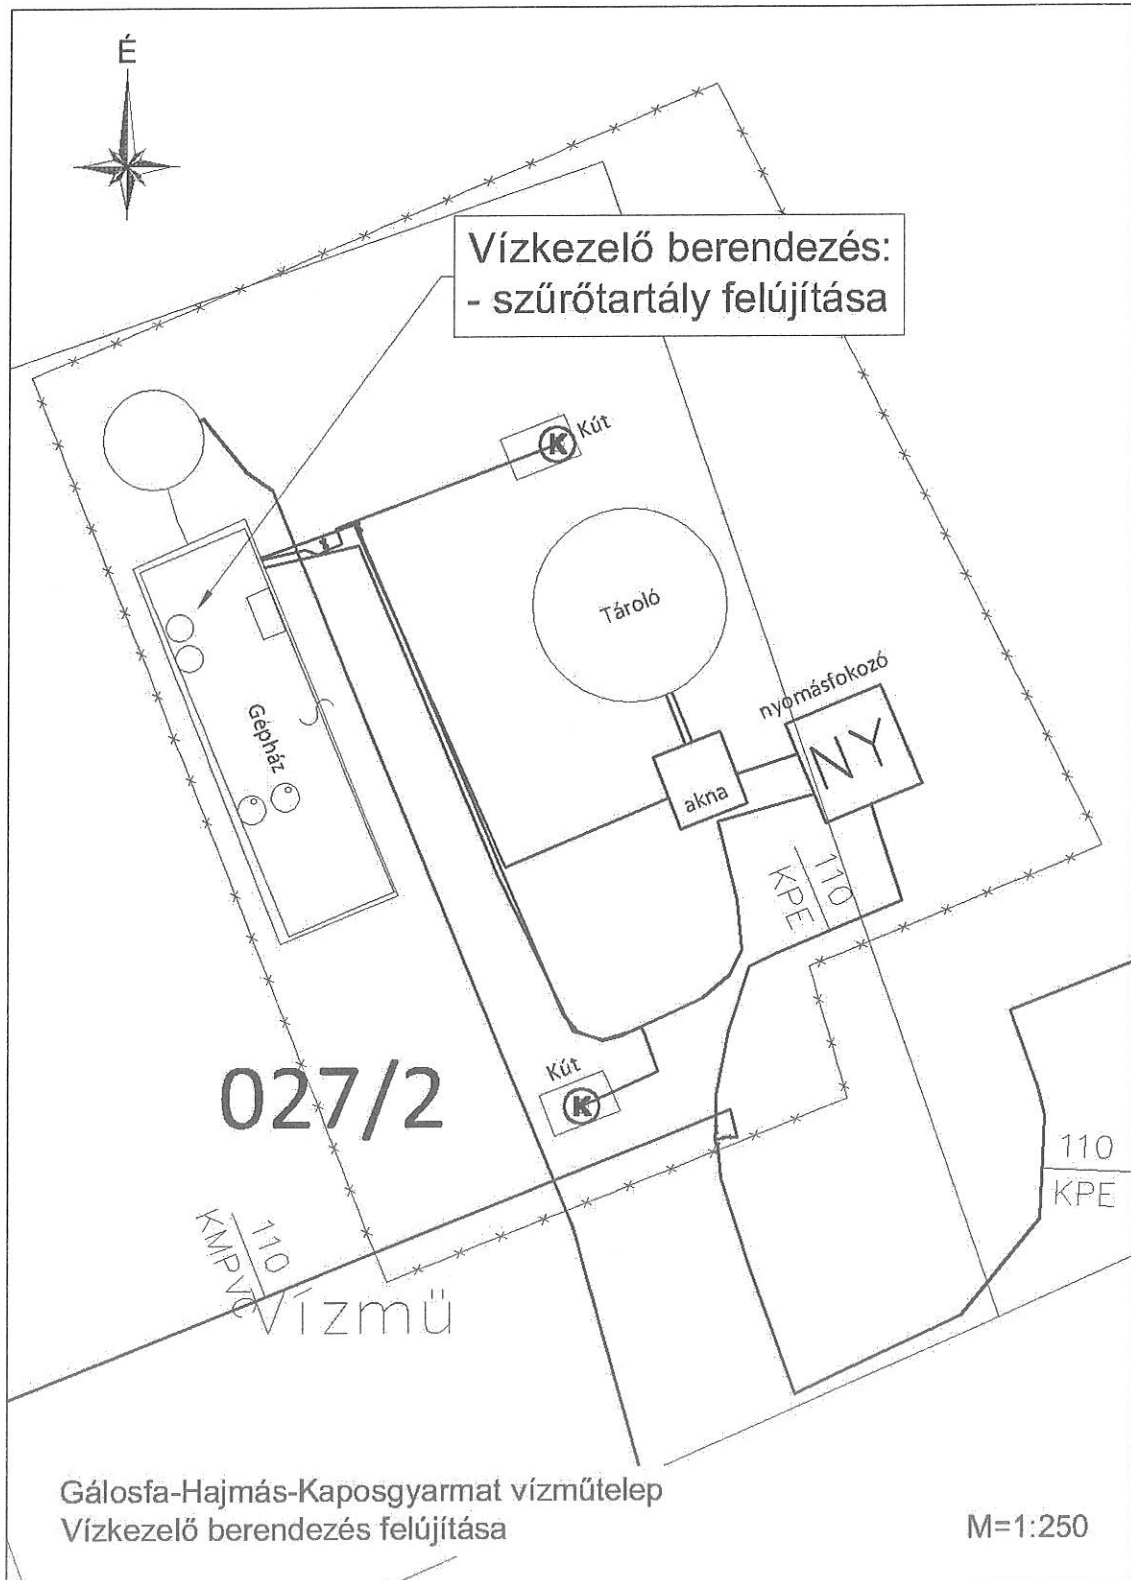 É
Vízkezelő berendezés:
- szűrőtartály felújítása
K Kút
Tároló
nyomásfokozó
NY
Gépház
akna
110
KPE
Kút
K
027/2
110
KPE
110
KMPVC
Vízmü
Gálosfa-Hajmás-Kaposgyarmat vízműtelep
Vízkezelő berendezés felújítása
M=1:250